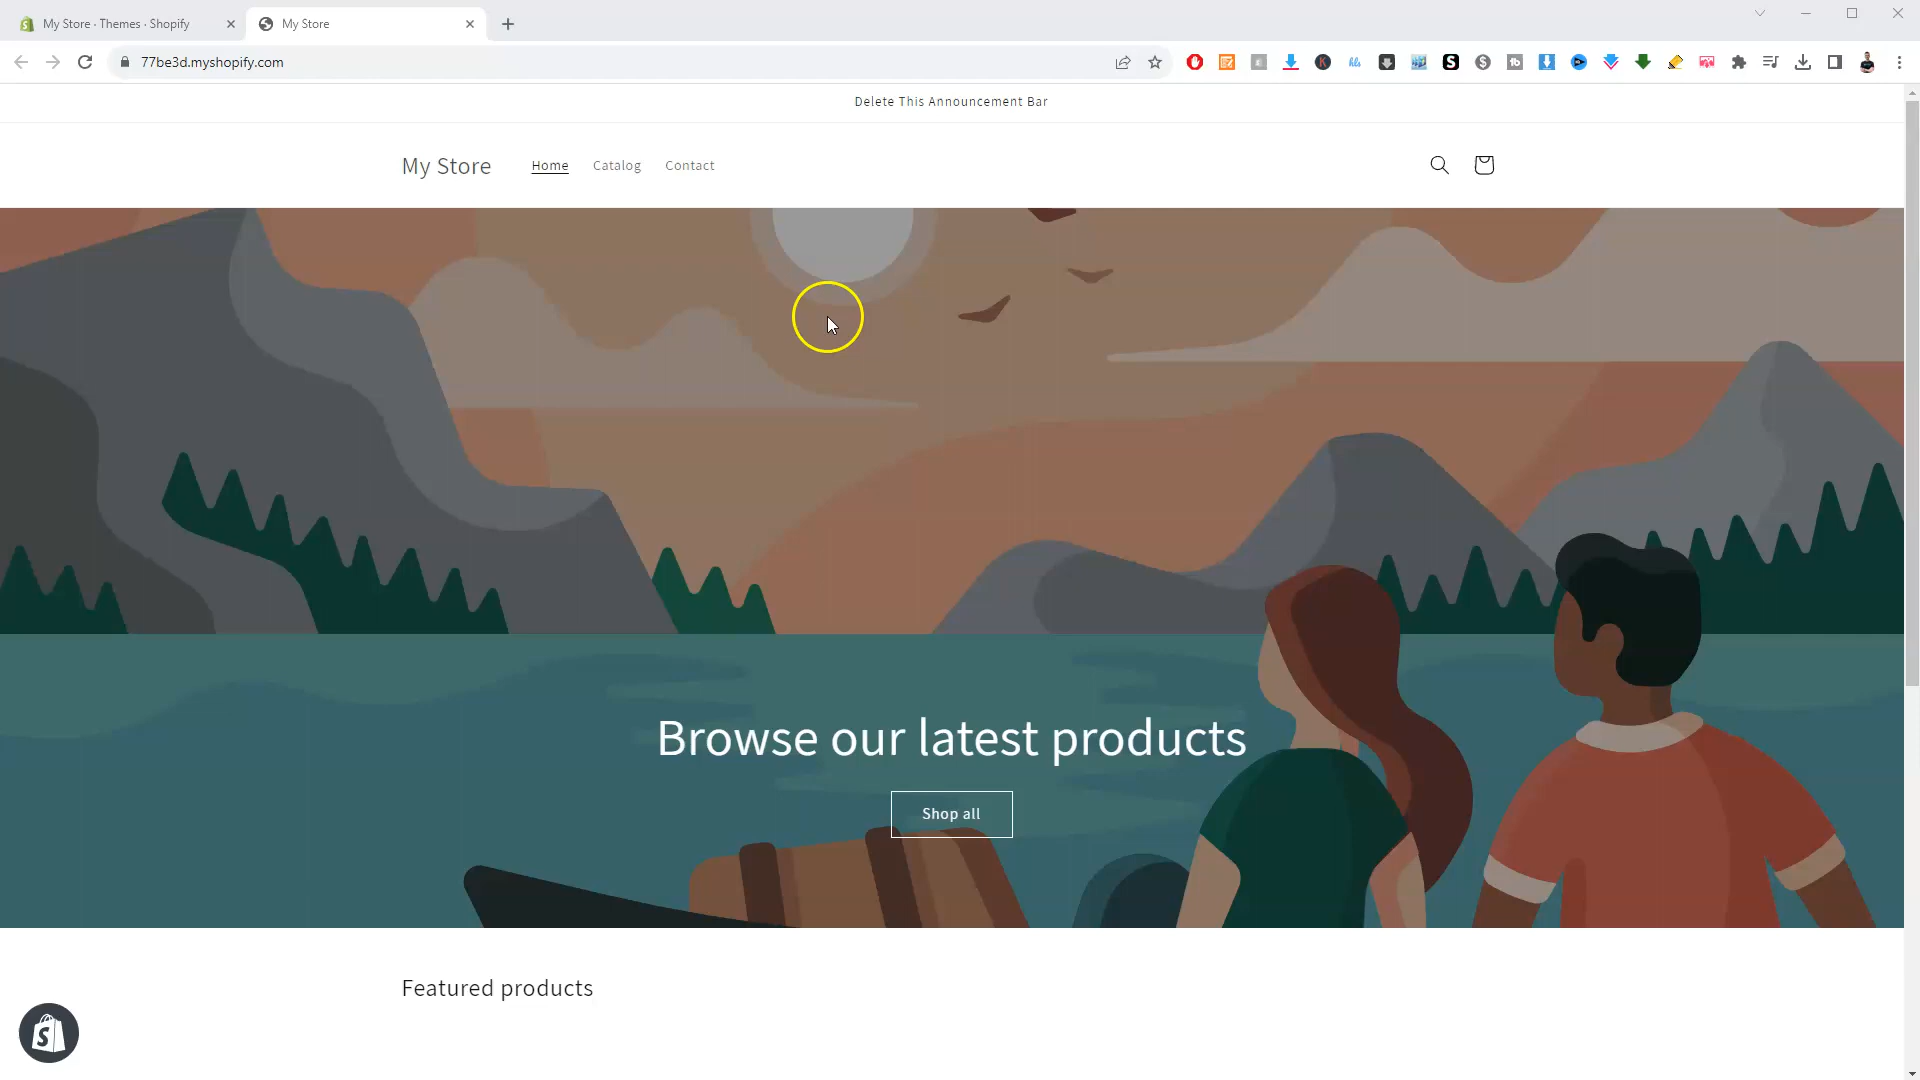 My Store · Themes · Shopify
My Store
77be3d.myshopify.com
Delete This Announcement Bar
My Store
Home
Catalog
Contact
Browse our latest products
Shop all
Featured products